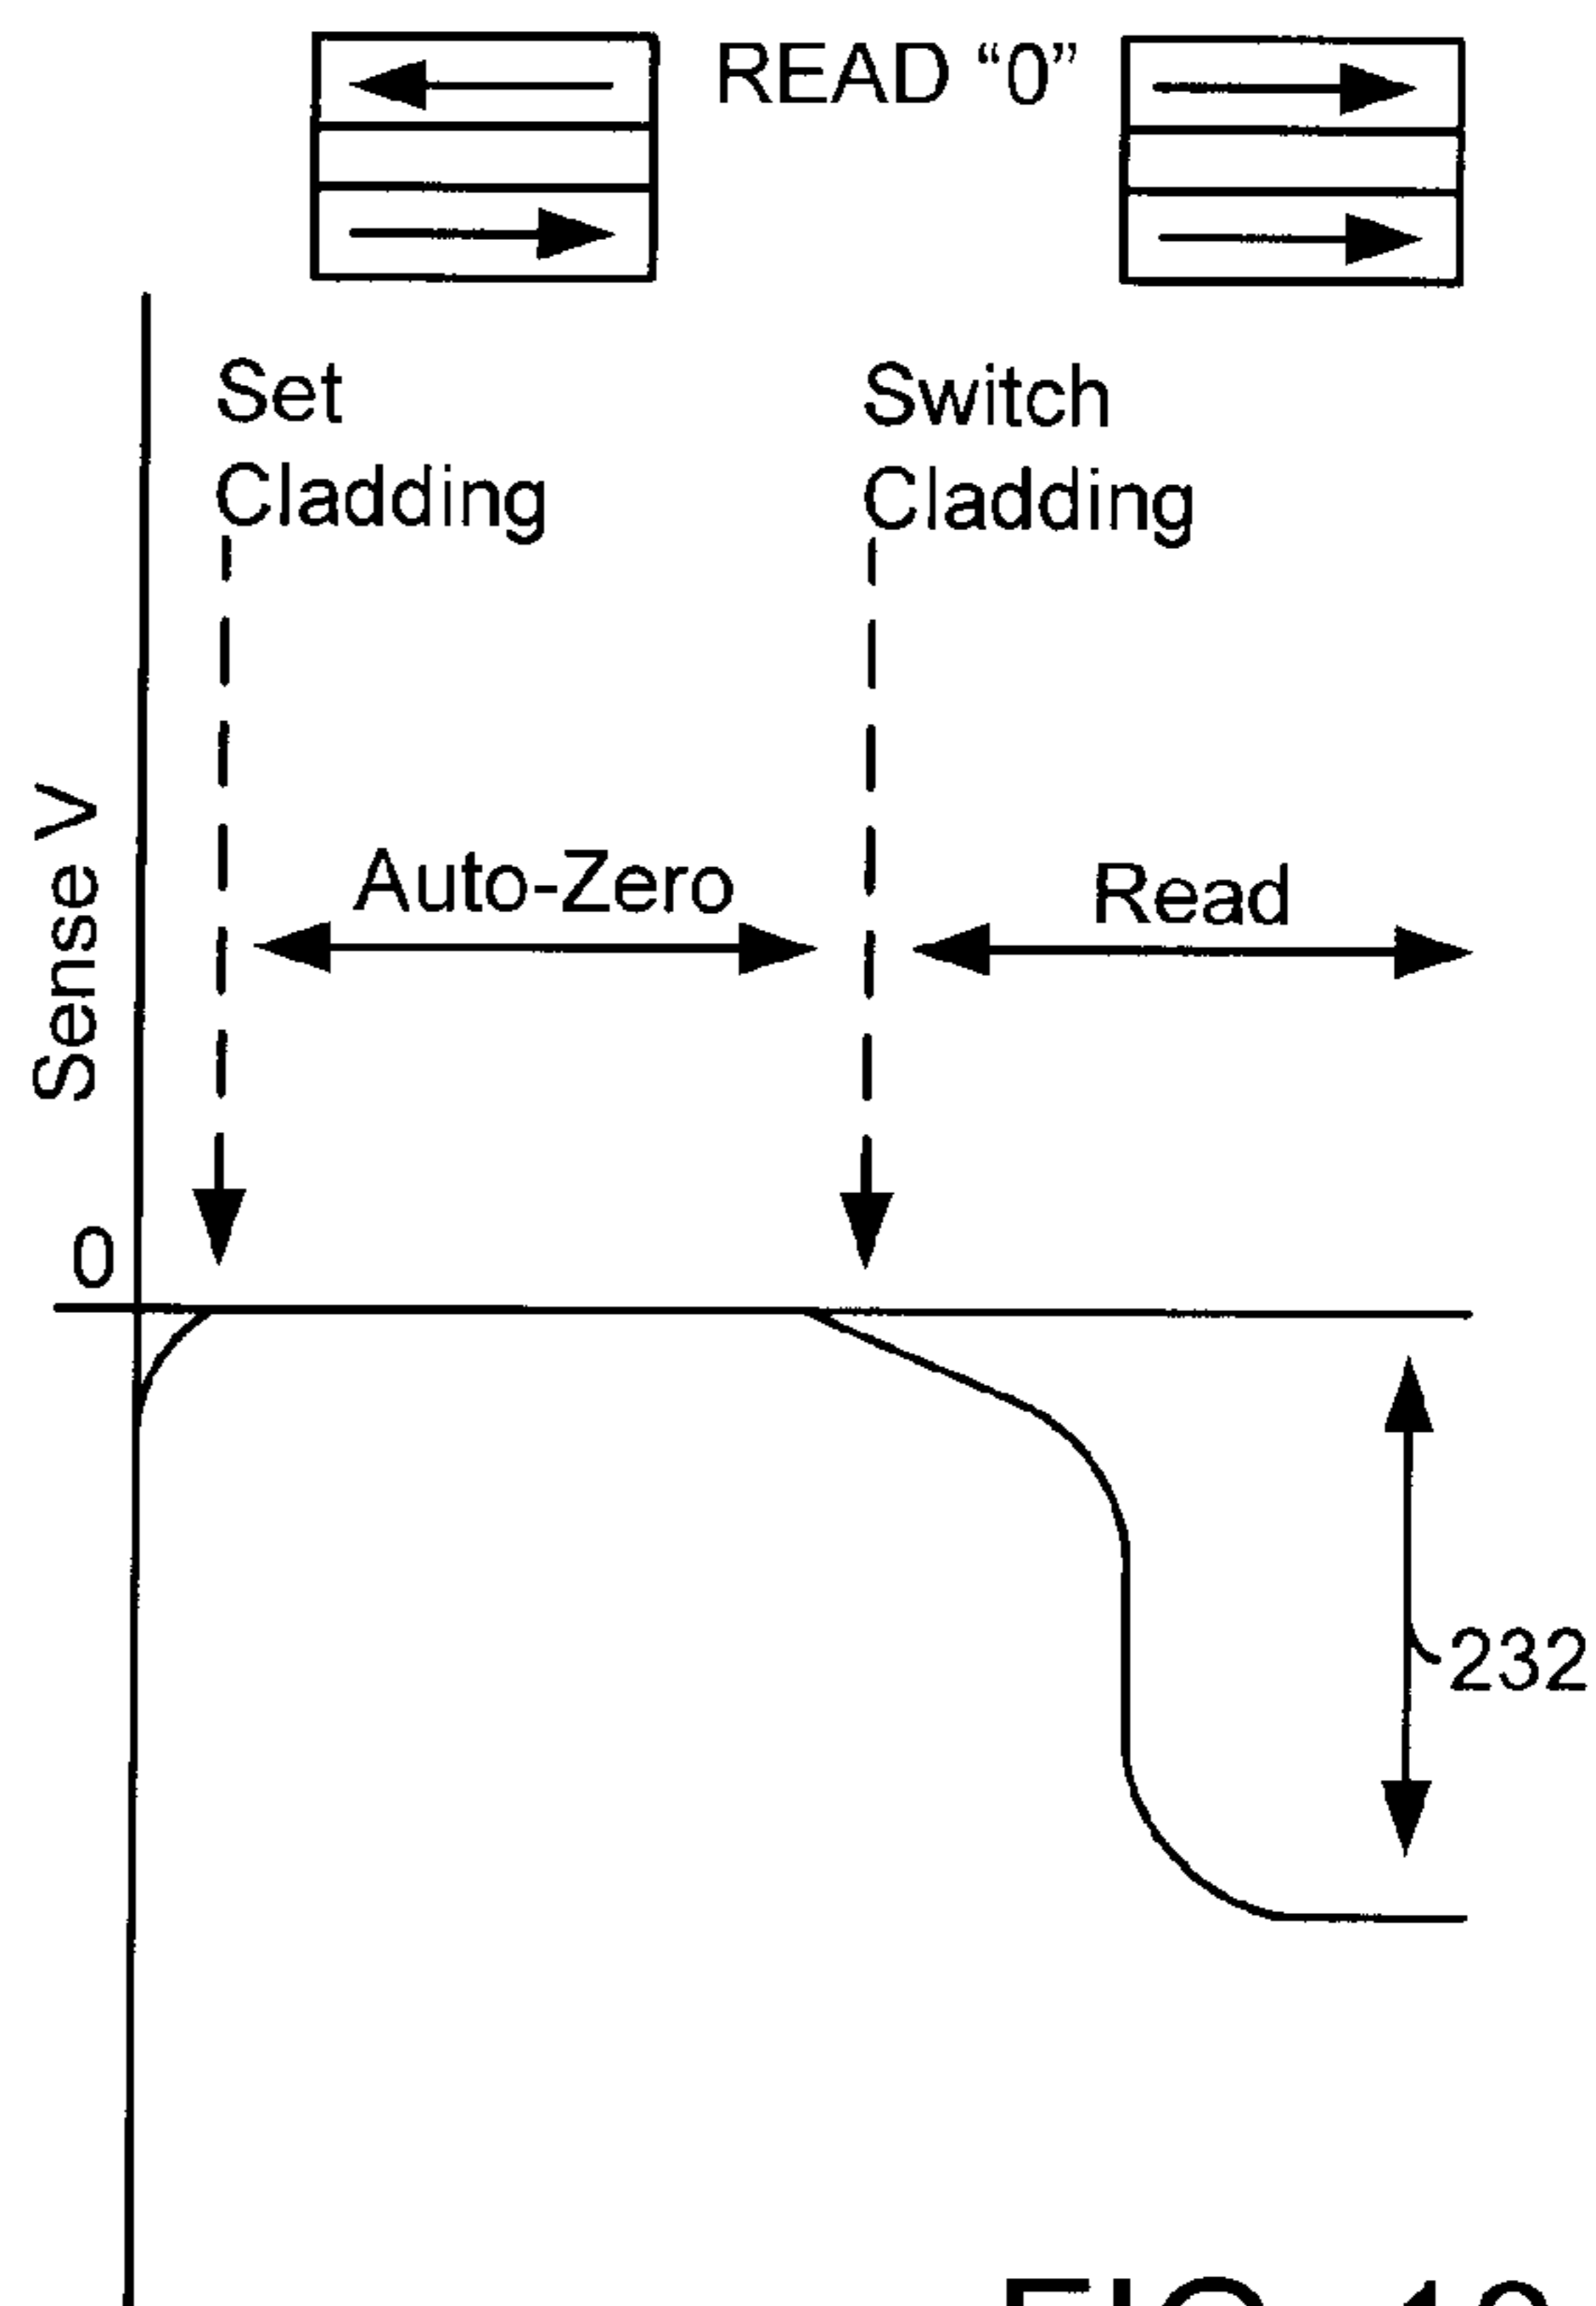 READ “0”
Set
Cladding
Switch
Cladding
Auto-Zero
Read
Sense V
0
232